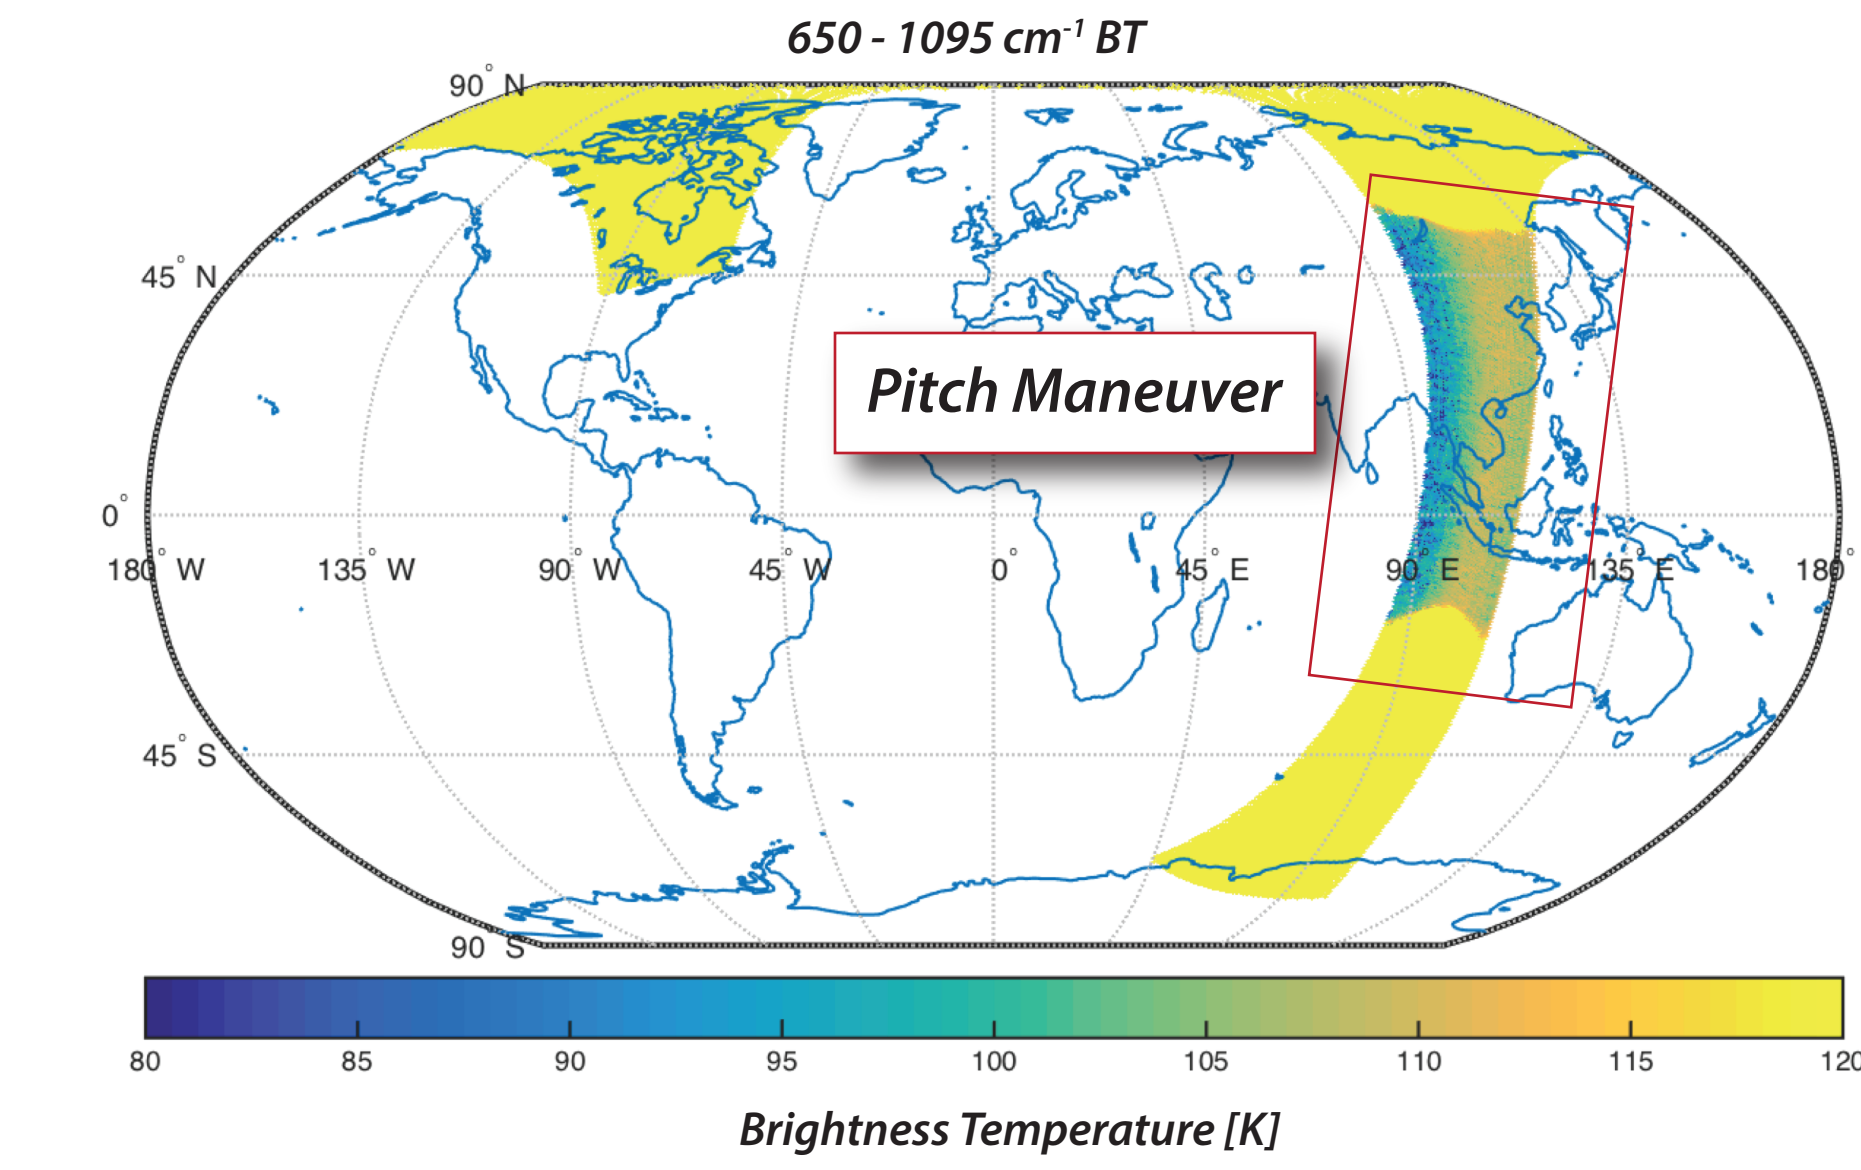 650 - 1095 cm⁻¹ BT
90° N
45° N
Pitch Maneuver
0°
180° W 135° W 90° W 45° W 0° 45° E 90° E 135° E 180°
45° S
90° S
80 85 90 95 100 105 110 115 120
Brightness Temperature [K]